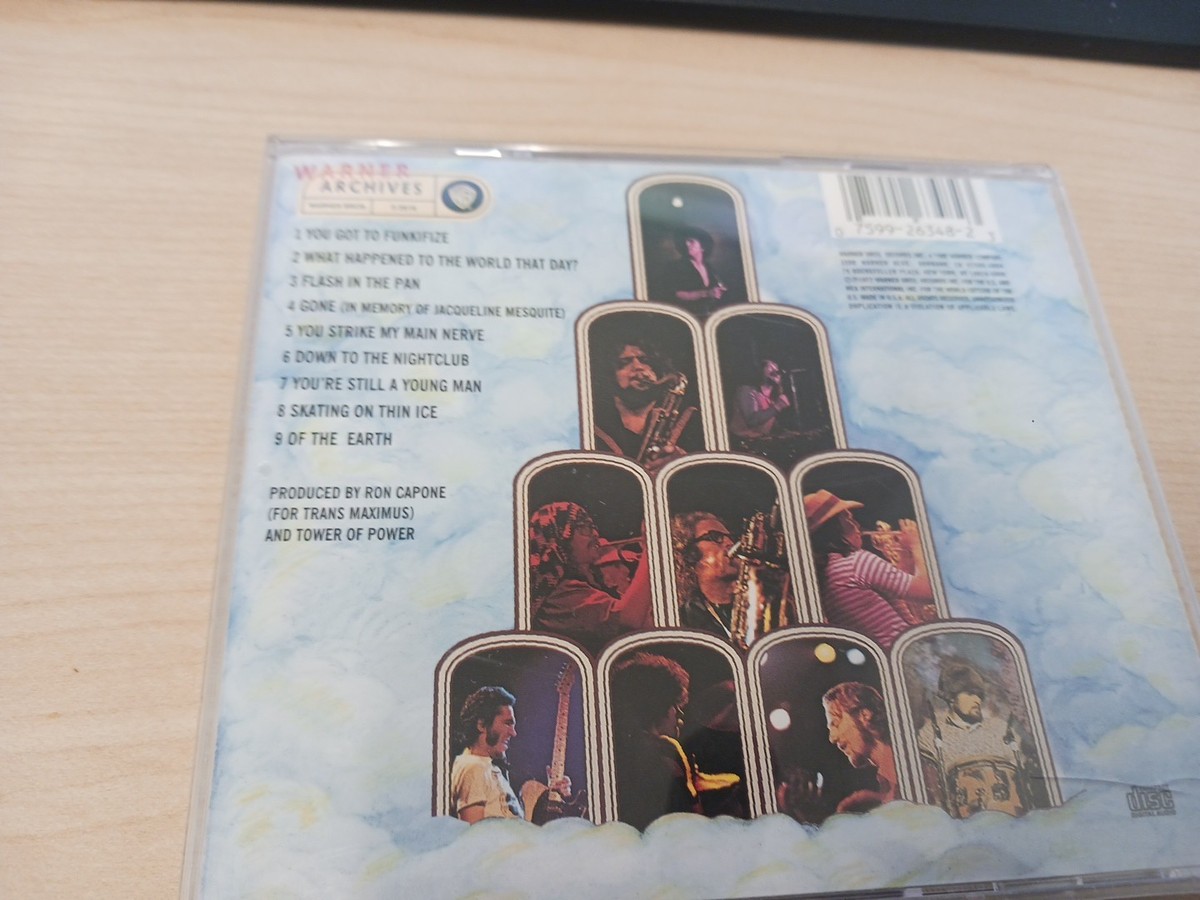 WARNER
ARCHIVES
1 YOU GOT TO FUNKIFIZE
2 WHAT HAPPENED TO THE WORLD THAT DAY?
3 FLASH IN THE PAN
4 GONE (IN MEMORY OF JACQUELINE MESQUITE)
5 YOU STRIKE MY MAIN NERVE
6 DOWN TO THE NIGHTCLUB
7 YOU'RE STILL A YOUNG MAN
8 SKATING ON THIN ICE
9 OF THE EARTH
PRODUCED BY RON CAPONE
(FOR TRANS MAXIMUS)
AND TOWER OF POWER
0 7599-26348-2
disc